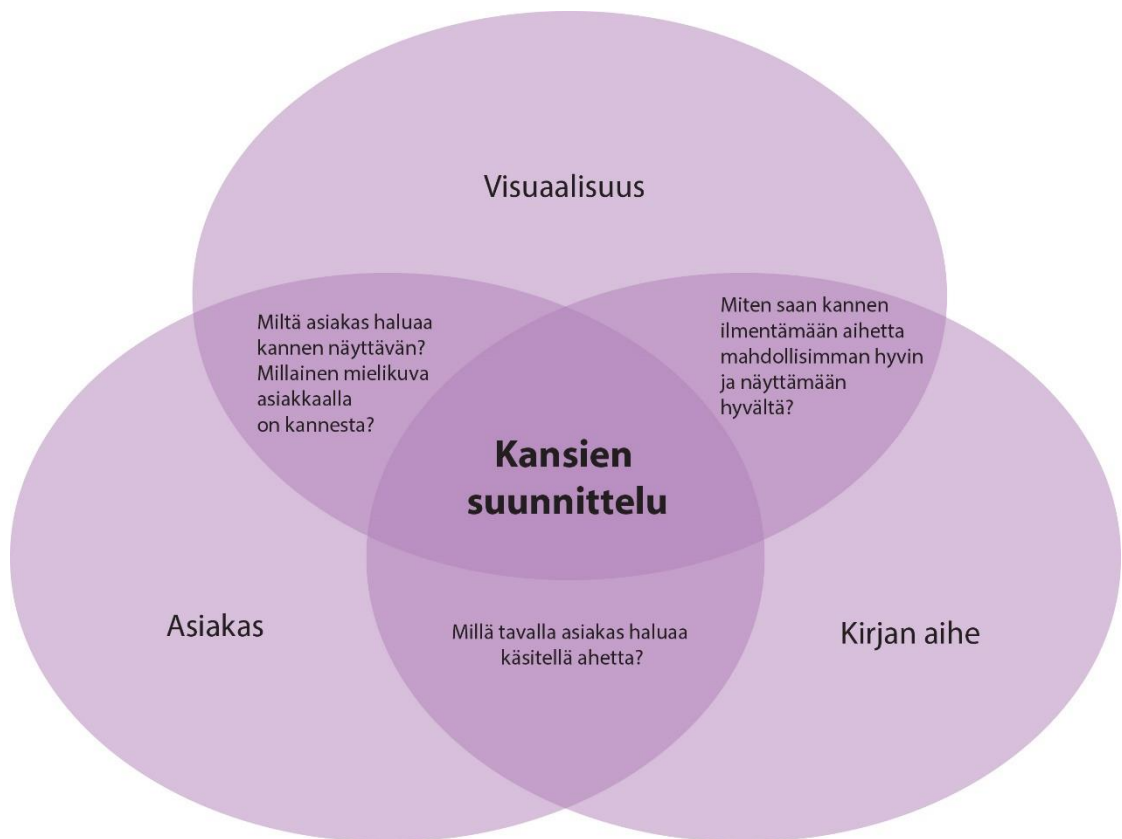 Visuaalisuus
Miltä asiakas haluaa
kannen näyttävän?
Millainen mielikuva
asiakkaalla
on kannesta?
Miten saan kannen
ilmentämään aihetta
mahdollisimman hyvin
ja näyttämään
hyvältä?
Kansien
suunnittelu
Asiakas
Millä tavalla asiakas haluaa
käsitellä ahetta?
Kirjan aihe